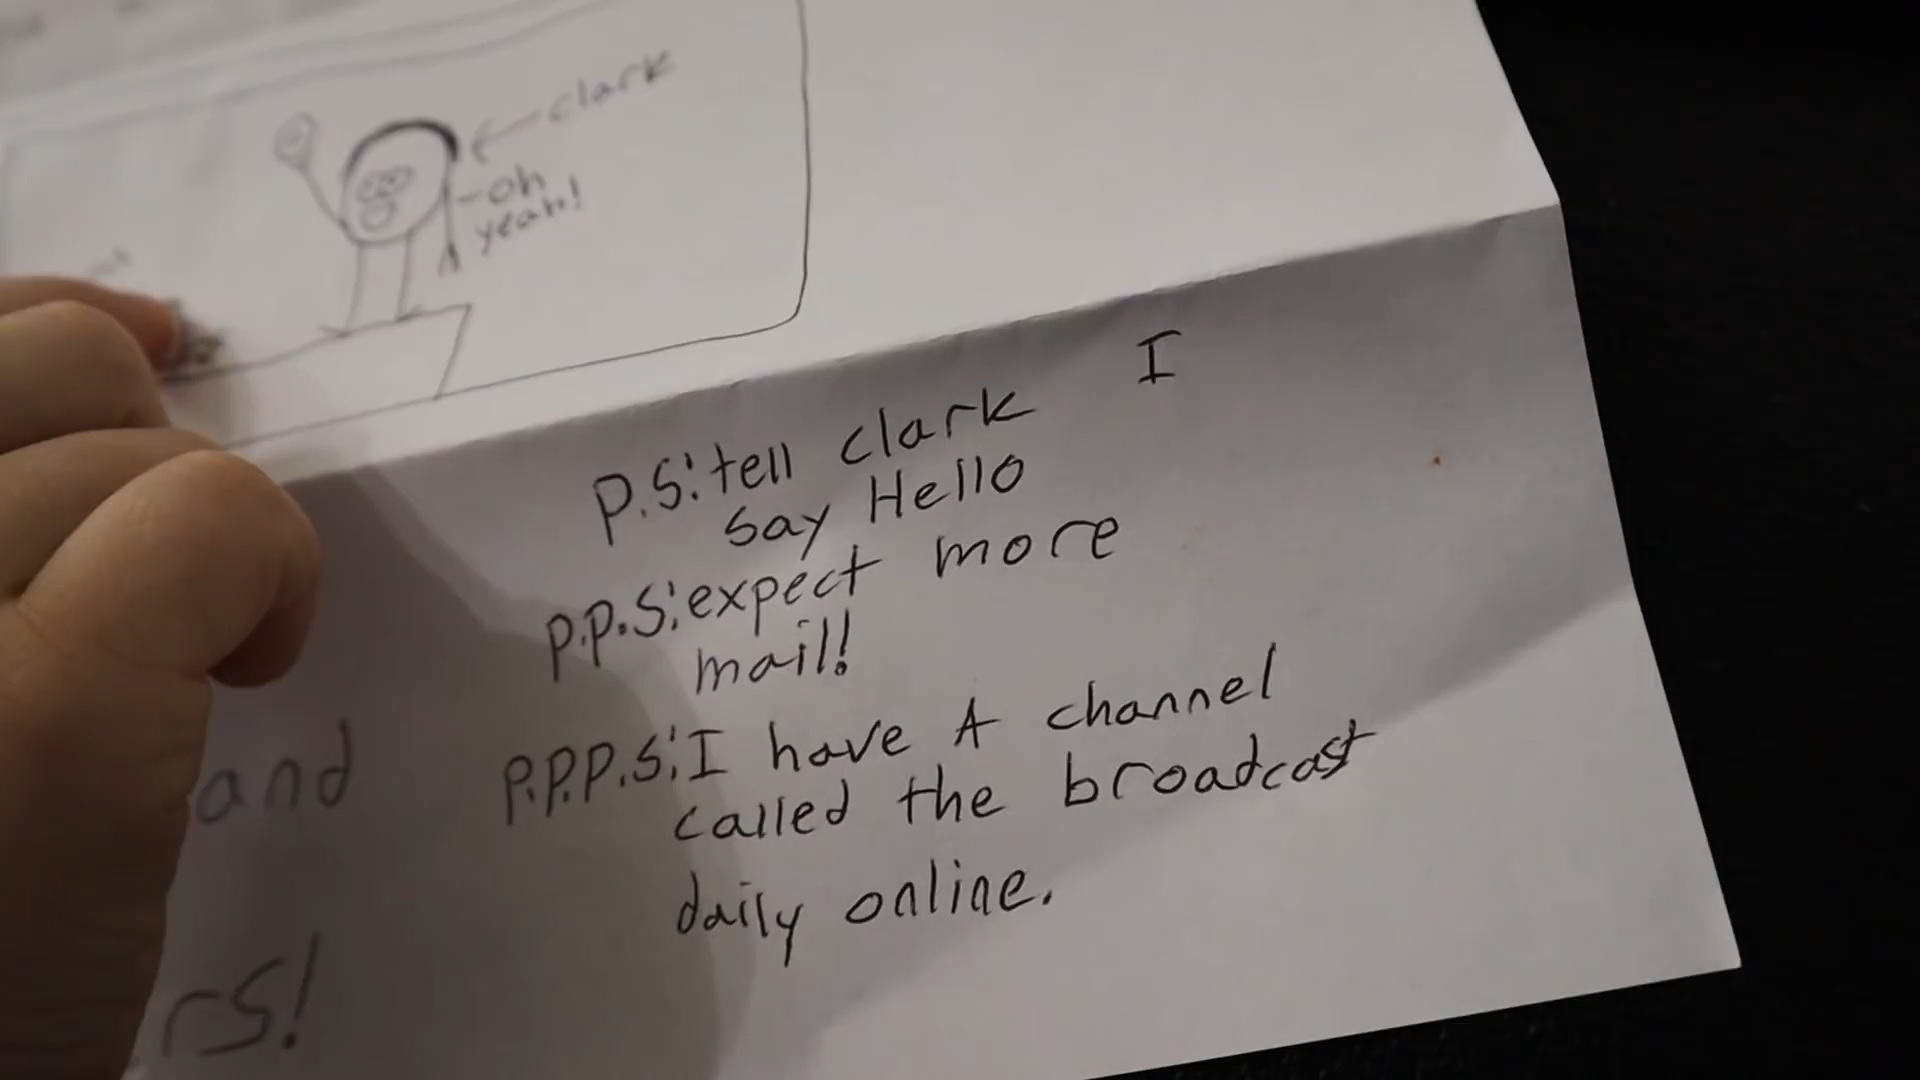 clark
-oh
yeah!
P.S:tell clark I
say Hello
P.P.S:expect more
mail!
P.P.P.S:I have A channel
called the broadcast
daily online.
and
rs!